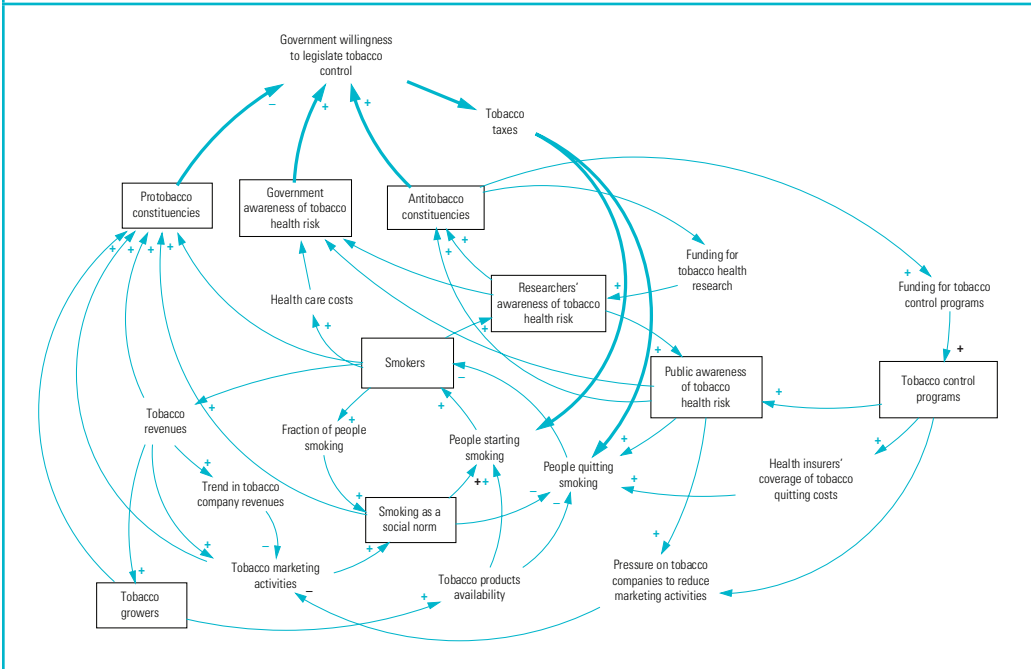 Government willingness
to legislate tobacco
control
–
+
+
Tobacco
taxes
Protobacco
constituencies
Government
awareness of tobacco
health risk
Antitobacco
constituencies
+
+
+
+
+
+
Funding for
tobacco health
research
+
Funding for tobacco
control programs
Researchers'
awareness of tobacco
health risk
+
+
Health care costs
+
+
+
Smokers
–
Public awareness
of tobacco
health risk
+
Tobacco control
programs
Tobacco
revenues
+
+
+
Fraction of people
smoking
People starting
smoking
+
People quitting
smoking
+
Health insurers'
coverage of tobacco
quitting costs
+
+
Trend in tobacco
company revenues
++
–
–
+
Smoking as a
social norm
+
–
+
+
Tobacco marketing
activities
–
Tobacco products
availability
Pressure on tobacco
companies to reduce
marketing activities
+
Tobacco
growers
+